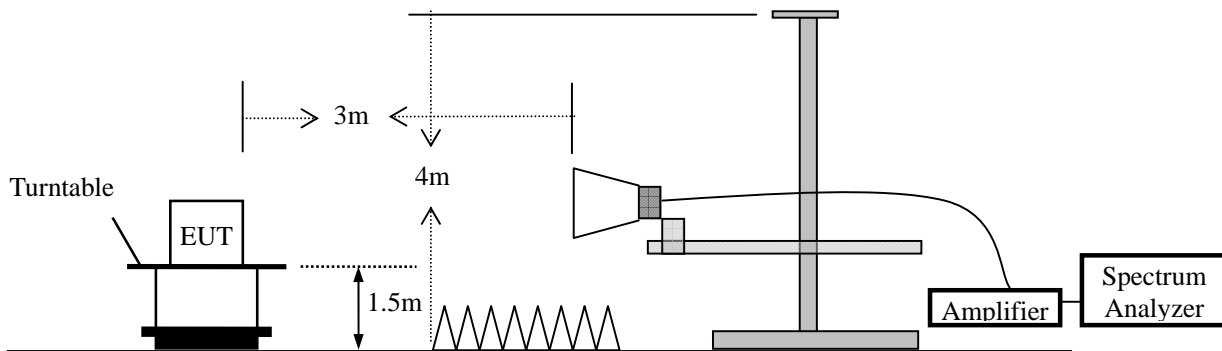 3m
4m
Turntable
EUT
1.5m
Amplifier
Spectrum
Analyzer